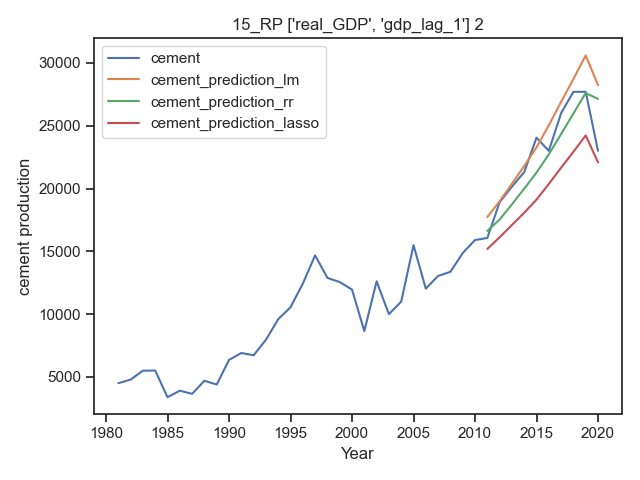 15_RP ['real_GDP', 'gdp_lag_1'] 2
cement
cement_prediction_lm
cement_prediction_rr
cement_prediction_lasso
cement production
30000
25000
20000
15000
10000
5000
1980 1985 1990 1995 2000 2005 2010 2015 2020
Year